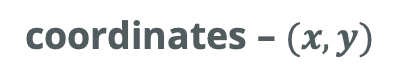 coordinates – (x, y)